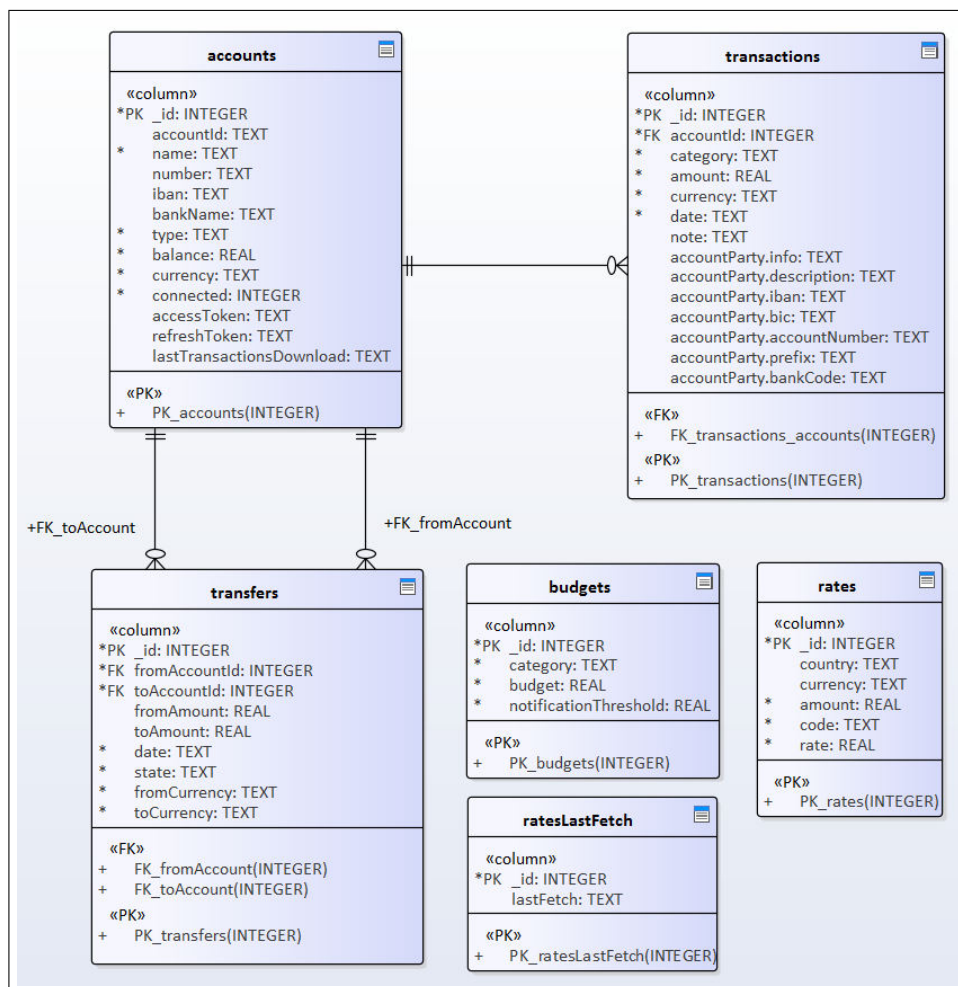 accounts
«column»
*PK _id: INTEGER
accountId: TEXT
* name: TEXT
number: TEXT
iban: TEXT
bankName: TEXT
* type: TEXT
* balance: REAL
* currency: TEXT
* connected: INTEGER
accessToken: TEXT
refreshToken: TEXT
lastTransactionsDownload: TEXT
«PK»
+ PK_accounts(INTEGER)
transactions
«column»
*PK _id: INTEGER
*FK accountId: INTEGER
* category: TEXT
* amount: REAL
* currency: TEXT
* date: TEXT
note: TEXT
accountParty.info: TEXT
accountParty.description: TEXT
accountParty.iban: TEXT
accountParty.bic: TEXT
accountParty.accountNumber: TEXT
accountParty.prefix: TEXT
accountParty.bankCode: TEXT
«FK»
+ FK_transactions_accounts(INTEGER)
«PK»
+ PK_transactions(INTEGER)
+FK_toAccount
+FK_fromAccount
transfers
«column»
*PK _id: INTEGER
*FK fromAccountId: INTEGER
*FK toAccountId: INTEGER
fromAmount: REAL
toAmount: REAL
* date: TEXT
* state: TEXT
* fromCurrency: TEXT
* toCurrency: TEXT
«FK»
+ FK_fromAccount(INTEGER)
+ FK_toAccount(INTEGER)
«PK»
+ PK_transfers(INTEGER)
budgets
«column»
*PK _id: INTEGER
* category: TEXT
* budget: REAL
* notificationThreshold: REAL
«PK»
+ PK_budgets(INTEGER)
rates
«column»
*PK _id: INTEGER
country: TEXT
currency: TEXT
* amount: REAL
* code: TEXT
* rate: REAL
«PK»
+ PK_rates(INTEGER)
ratesLastFetch
«column»
*PK _id: INTEGER
lastFetch: TEXT
«PK»
+ PK_ratesLastFetch(INTEGER)